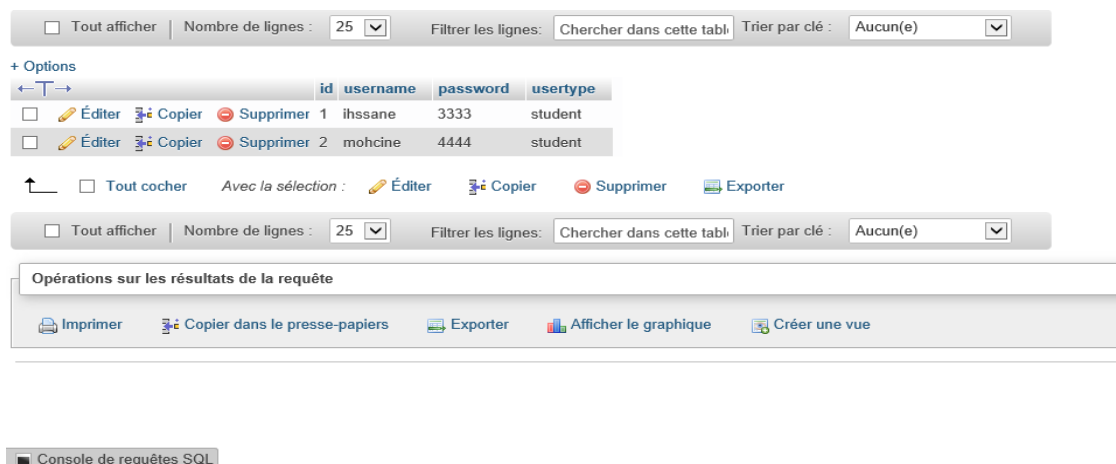 Tout afficher | Nombre de lignes : 25 Filtrer les lignes: Chercher dans cette tabl Trier par clé : Aucun(e)
+ Options
←T→ id username password usertype
Éditer Copier Supprimer 1 ihssane 3333 student
Éditer Copier Supprimer 2 mohcine 4444 student
Tout cocher Avec la sélection : Éditer Copier Supprimer Exporter
Tout afficher | Nombre de lignes : 25 Filtrer les lignes: Chercher dans cette tabl Trier par clé : Aucun(e)
Opérations sur les résultats de la requête
Imprimer Copier dans le presse-papiers Exporter Afficher le graphique Créer une vue
Console de requêtes SQL